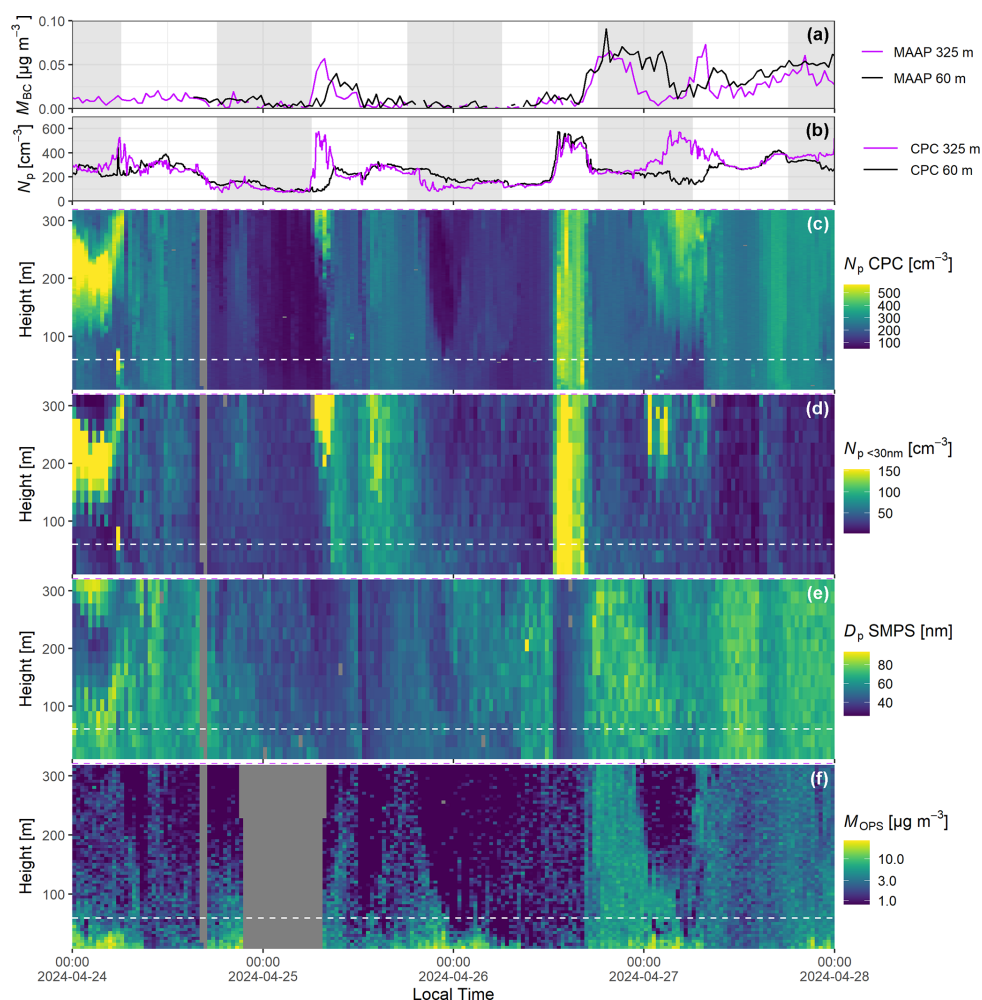 M_BC [µg m⁻³]
0.10
0.05
0.00
(a)
MAAP 325 m
MAAP 60 m
N_p [cm⁻³]
600
400
200
0
(b)
CPC 325 m
CPC 60 m
Height [m]
300
200
100
(c)
N_p CPC [cm⁻³]
500
400
300
200
100
Height [m]
300
200
100
(d)
N_p <30nm [cm⁻³]
150
100
50
Height [m]
300
200
100
(e)
D_p SMPS [nm]
80
60
40
Height [m]
300
200
100
(f)
M_OPS [µg m⁻³]
10.0
3.0
1.0
00:00 00:00 00:00 00:00 00:00
2024-04-24 2024-04-25 2024-04-26 2024-04-27 2024-04-28
Local Time